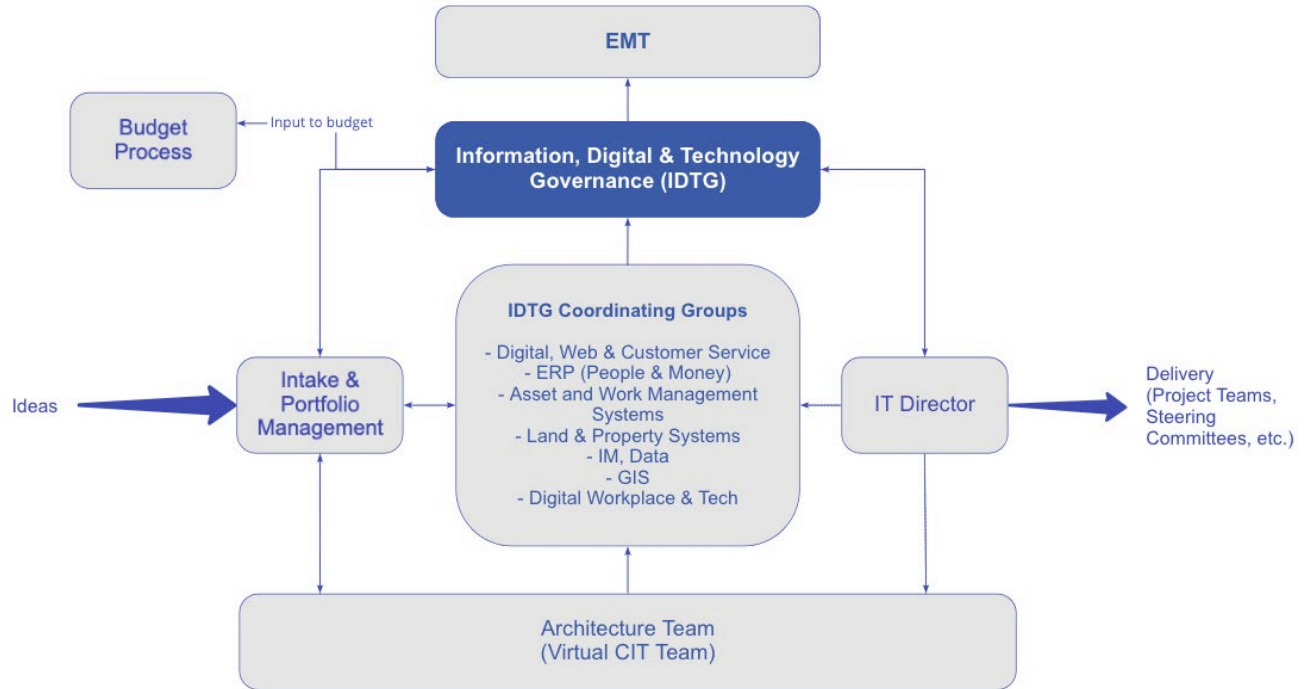 EMT
Budget
Process
Input to budget
Information, Digital & Technology
Governance (IDTG)
IDTG Coordinating Groups
- Digital, Web & Customer Service
- ERP (People & Money)
- Asset and Work Management
Systems
- Land & Property Systems
- IM, Data
- GIS
- Digital Workplace & Tech
Ideas
Intake &
Portfolio
Management
IT Director
Delivery
(Project Teams,
Steering
Committees, etc.)
Architecture Team
(Virtual CIT Team)